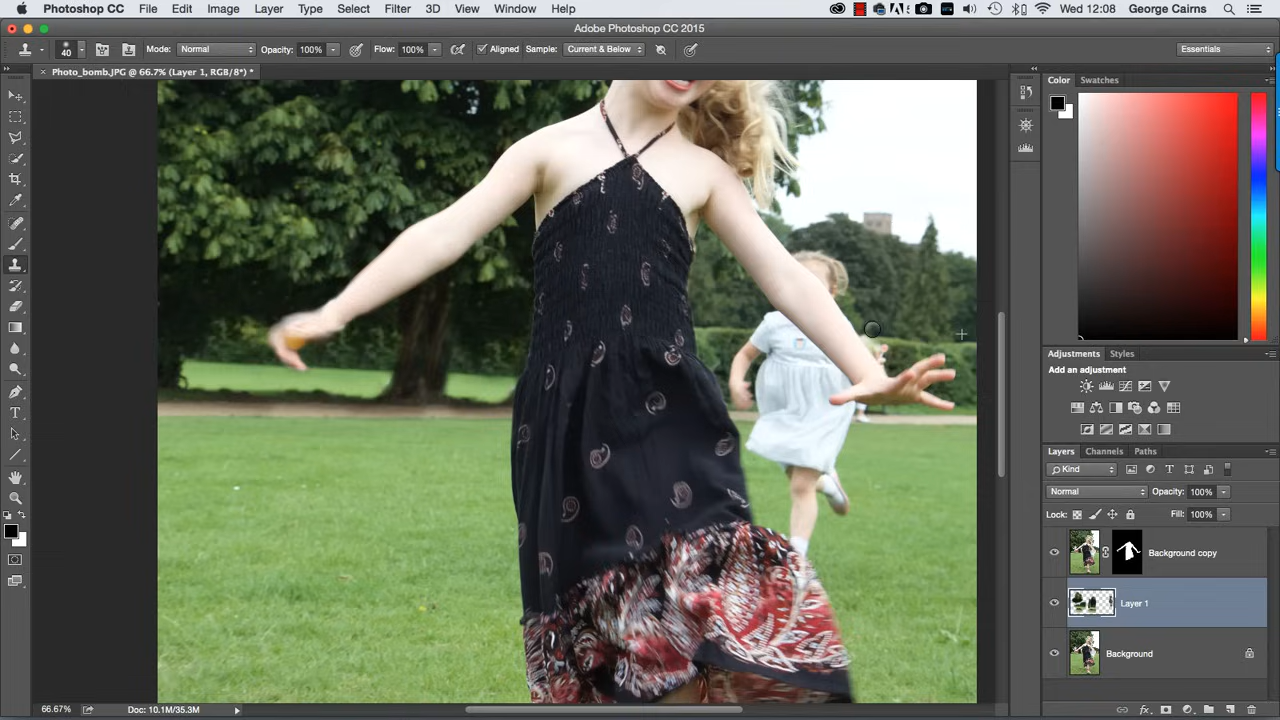 Photoshop CC File Edit Image Layer Type Select Filter 3D View Window Help Wed 12:08 George Cairns
Adobe Photoshop CC 2015
40 Mode: Normal Opacity: 100% Flow: 100% Aligned Sample: Current & Below Essentials
× Photo_bomb.JPG @ 66.7% (Layer 1, RGB/8*) *
Color Swatches
Adjustments Styles
Add an adjustment
Layers Channels Paths
Kind
Normal Opacity: 100%
Lock: Fill: 100%
Background copy
Layer 1
Background
66.67% Doc: 10.1M/35.3M